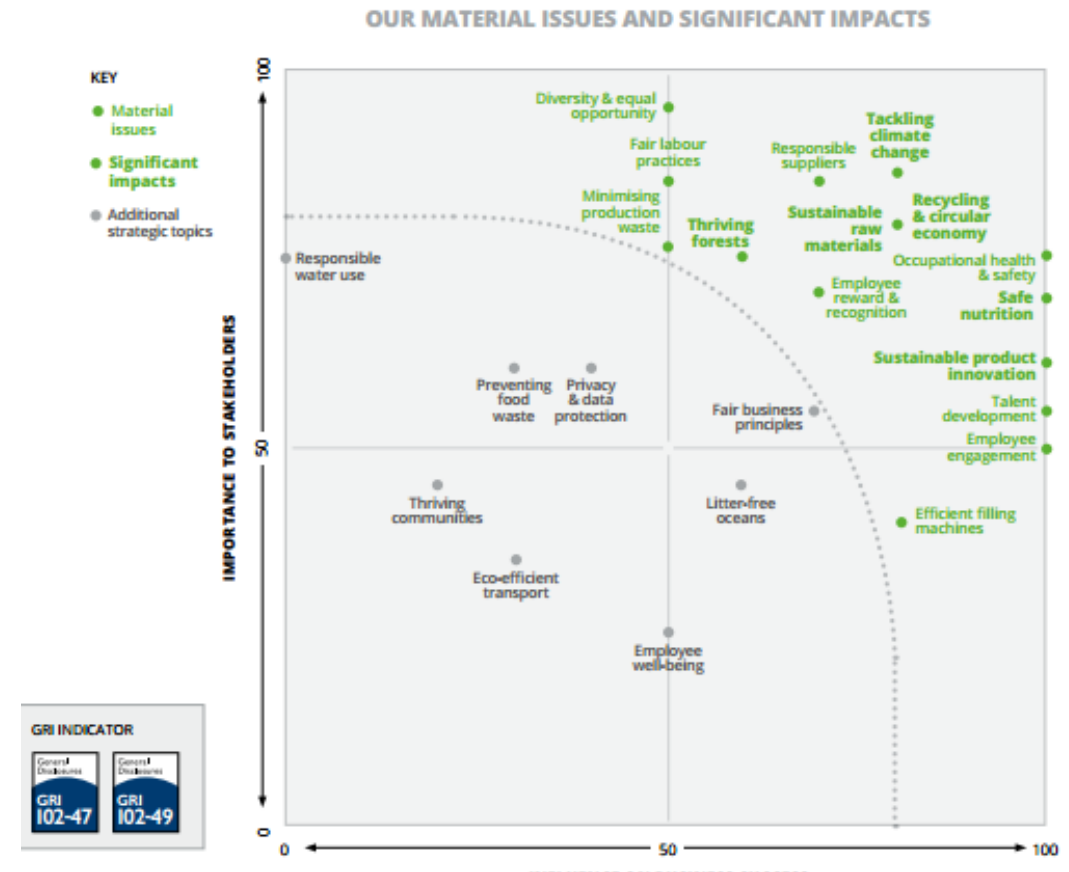 OUR MATERIAL ISSUES AND SIGNIFICANT IMPACTS
KEY
Material
issues
Significant
impacts
Additional
strategic topics
IMPORTANCE TO STAKEHOLDERS
100
50
0
Diversity & equal
opportunity
Fair labour
practices
Minimising
production
waste
Thriving
forests
Responsible
suppliers
Tackling
climate
change
Sustainable
raw
materials
Recycling
& circular
economy
Occupational health
& safety
Employee
reward &
recognition
Safe
nutrition
Sustainable product
innovation
Talent
development
Employee
engagement
Efficient filling
machines
Responsible
water use
Preventing
food
waste
Privacy
& data
protection
Fair business
principles
Thriving
communities
Litter-free
oceans
Eco-efficient
transport
Employee
well-being
0
50
100
GRI INDICATOR
General
Disclosures
GRI
102-47
General
Disclosures
GRI
102-49